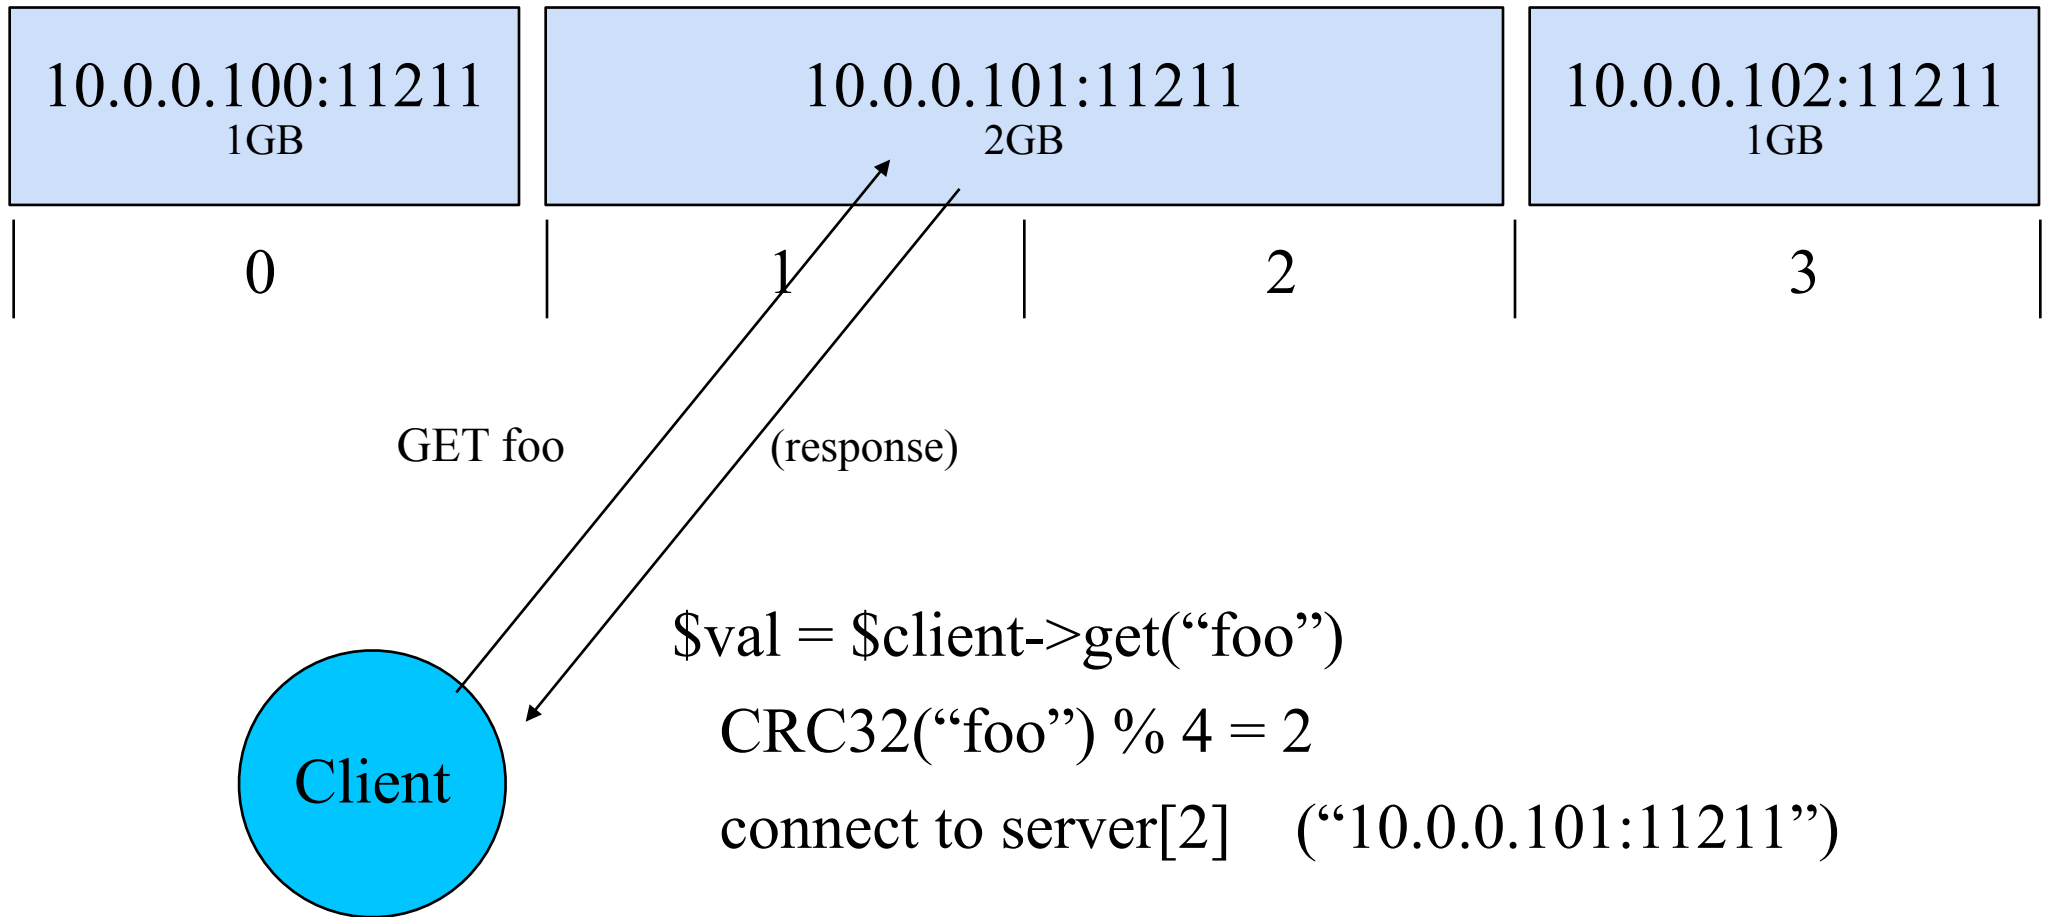 10.0.0.100:11211
1GB
10.0.0.101:11211
2GB
10.0.0.102:11211
1GB
0
1
2
3
GET foo
(response)
$val = $client->get(“foo”)
CRC32(“foo”) % 4 = 2
connect to server[2] (“10.0.0.101:11211”)
Client